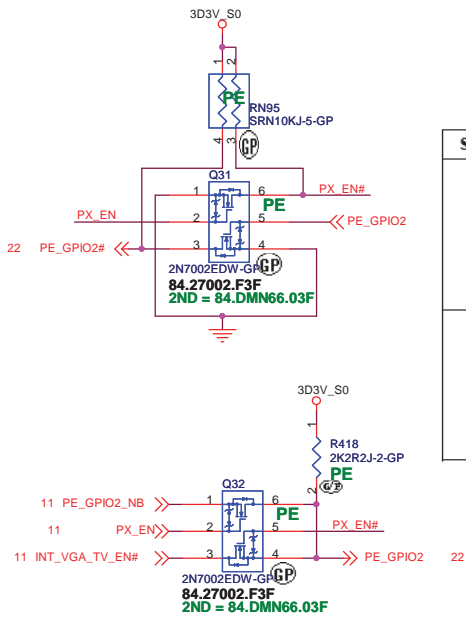 3D3V_S0
1
2
PE
RN95
SRN10KJ-5-GP
4
3
GP
Q31
1
6
PX_EN#
PE
PX_EN
2
5
PE_GPIO2
22
PE_GPIO2#
3
4
2N7002EDW-GP
GP
84.27002.F3F
2ND = 84.DMN66.03F
S
3D3V_S0
1
R418
2K2R2J-2-GP
PE
2
G/P
Q32
11 PE_GPIO2_NB
1
6
PE
11
PX_EN
2
5
PX_EN#
11 INT_VGA_TV_EN#
3
4
PE_GPIO2
22
2N7002EDW-GP
GP
84.27002.F3F
2ND = 84.DMN66.03F